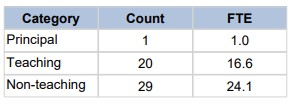 Category Count FTE
Principal 1 1.0
Teaching 20 16.6
Non-teaching 29 24.1